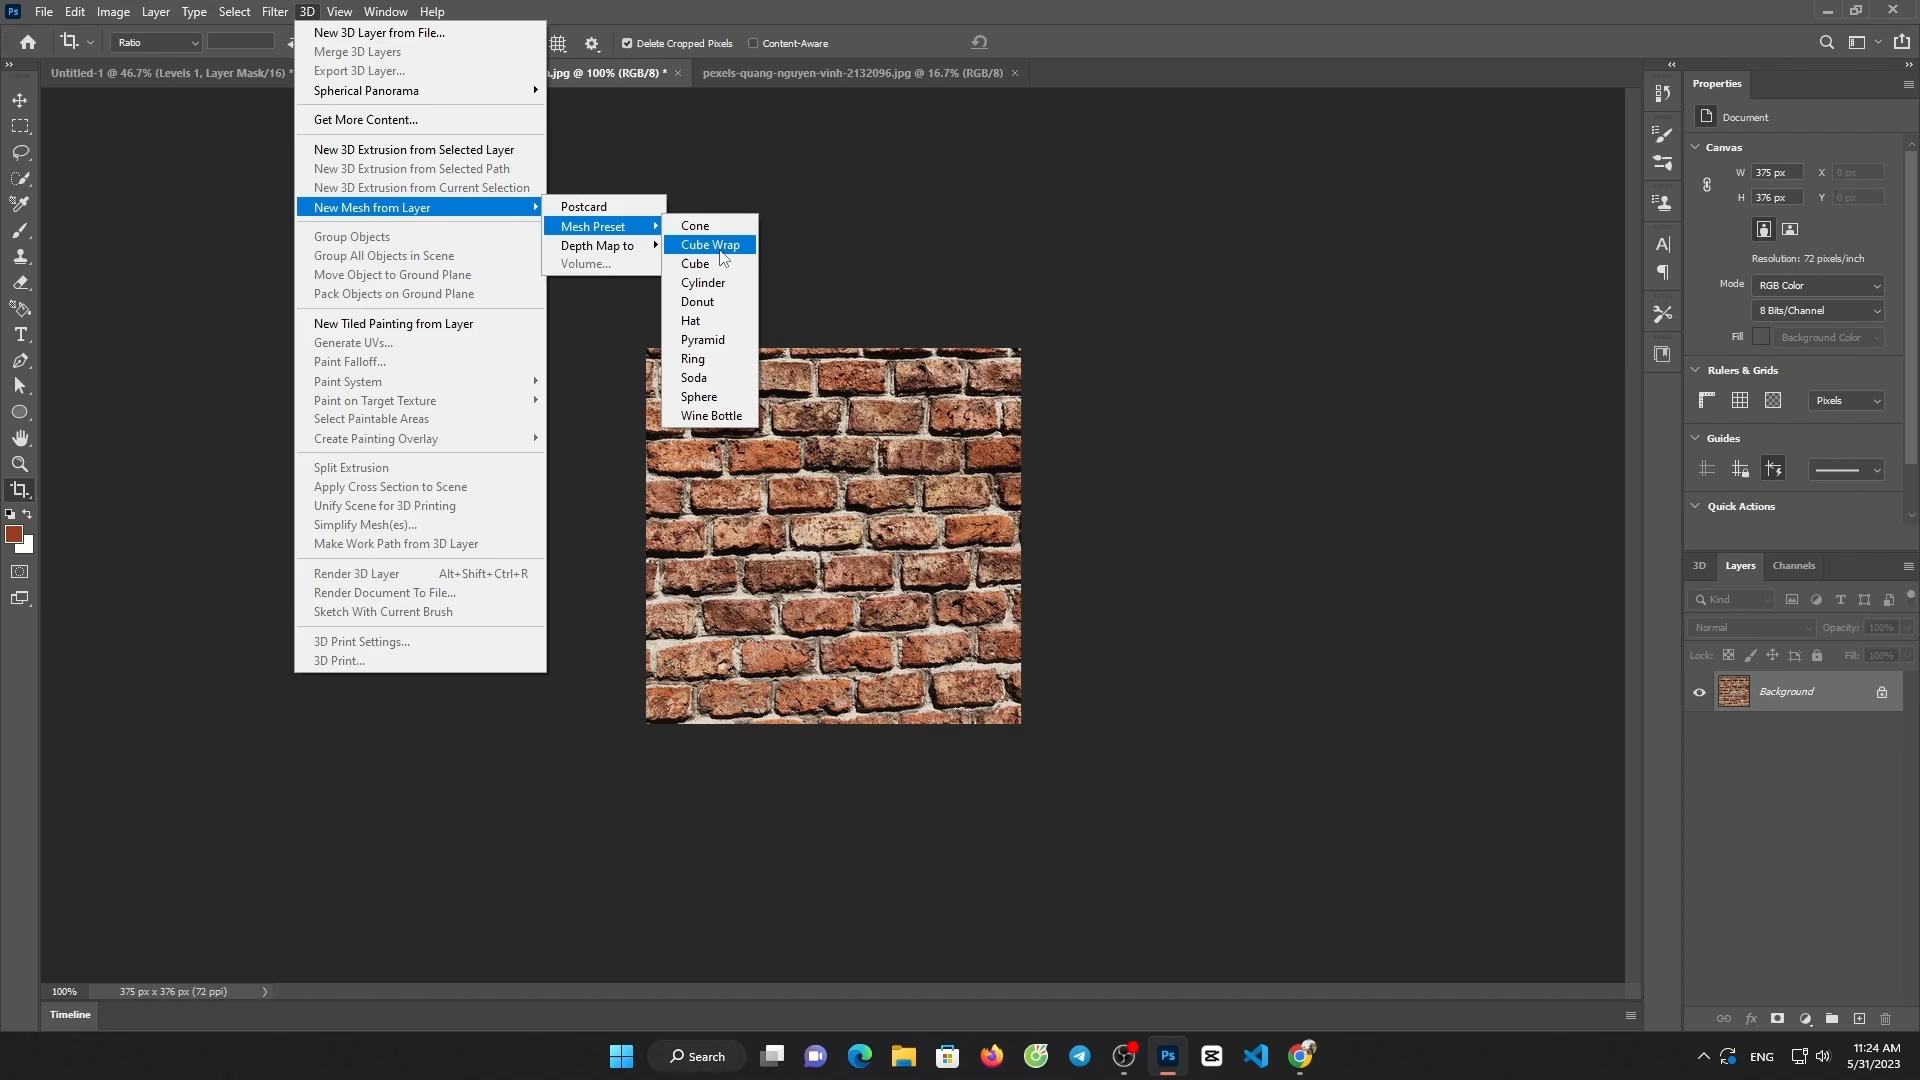 Ps File Edit Image Layer Type Select Filter 3D View Window Help
Ratio
Delete Cropped Pixels
Content-Aware
Untitled-1 @ 46.7% (Levels 1, Layer Mask/16) *
n.jpg @ 100% (RGB/8) *
pexels-quang-nguyen-vinh-2132096.jpg @ 16.7% (RGB/8)
New 3D Layer from File...
Merge 3D Layers
Export 3D Layer...
Spherical Panorama
Get More Content...
New 3D Extrusion from Selected Layer
New 3D Extrusion from Selected Path
New 3D Extrusion from Current Selection
New Mesh from Layer
Group Objects
Group All Objects in Scene
Move Object to Ground Plane
Pack Objects on Ground Plane
New Tiled Painting from Layer
Generate UVs...
Paint Falloff...
Paint System
Paint on Target Texture
Select Paintable Areas
Create Painting Overlay
Split Extrusion
Apply Cross Section to Scene
Unify Scene for 3D Printing
Simplify Mesh(es)...
Make Work Path from 3D Layer
Render 3D Layer Alt+Shift+Ctrl+R
Render Document To File...
Sketch With Current Brush
3D Print Settings...
3D Print...
Postcard
Mesh Preset
Depth Map to
Volume...
Cone
Cube Wrap
Cube
Cylinder
Donut
Hat
Pyramid
Ring
Soda
Sphere
Wine Bottle
Properties
Document
Canvas
W 375 px X 0 px
H 376 px Y 0 px
Resolution: 72 pixels/inch
Mode RGB Color
8 Bits/Channel
Fill Background Color
Rulers & Grids
Pixels
Guides
Quick Actions
3D Layers Channels
Kind
Normal Opacity: 100%
Lock: Fill: 100%
Background
100% 375 px x 376 px (72 ppi)
Timeline
Search
Ps
ENG
11:24 AM
5/31/2023